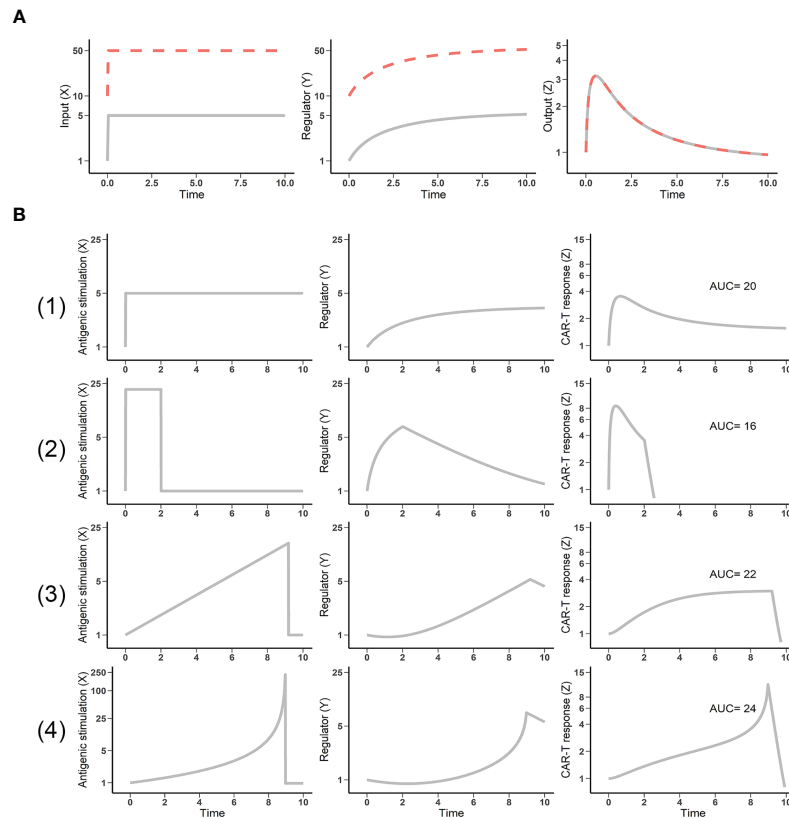 A
Input (X)
50
10
5
1
0.0 2.5 5.0 7.5 10.0
Time
Regulator (Y)
50
10
5
1
0.0 2.5 5.0 7.5 10.0
Time
Output (Z)
5
4
3
2
1
0.0 2.5 5.0 7.5 10.0
Time
B
(1)
Antigenic stimulation (X)
25
5
1
0 2 4 6 8 10
Regulator (Y)
25
5
1
0 2 4 6 8 10
CAR-T response (Z)
15
8
4
2
1
AUC= 20
0 2 4 6 8 10
(2)
Antigenic stimulation (X)
25
5
1
0 2 4 6 8 10
Regulator (Y)
25
5
1
0 2 4 6 8 10
CAR-T response (Z)
15
8
4
2
1
AUC= 16
0 2 4 6 8 10
(3)
Antigenic stimulation (X)
25
5
1
0 2 4 6 8 10
Regulator (Y)
25
5
1
0 2 4 6 8 10
CAR-T response (Z)
15
8
4
2
1
AUC= 22
0 2 4 6 8 10
(4)
Antigenic stimulation (X)
250
100
25
5
1
0 2 4 6 8 10
Time
Regulator (Y)
25
5
1
0 2 4 6 8 10
Time
CAR-T response (Z)
15
8
6
4
2
1
AUC= 24
0 2 4 6 8 10
Time